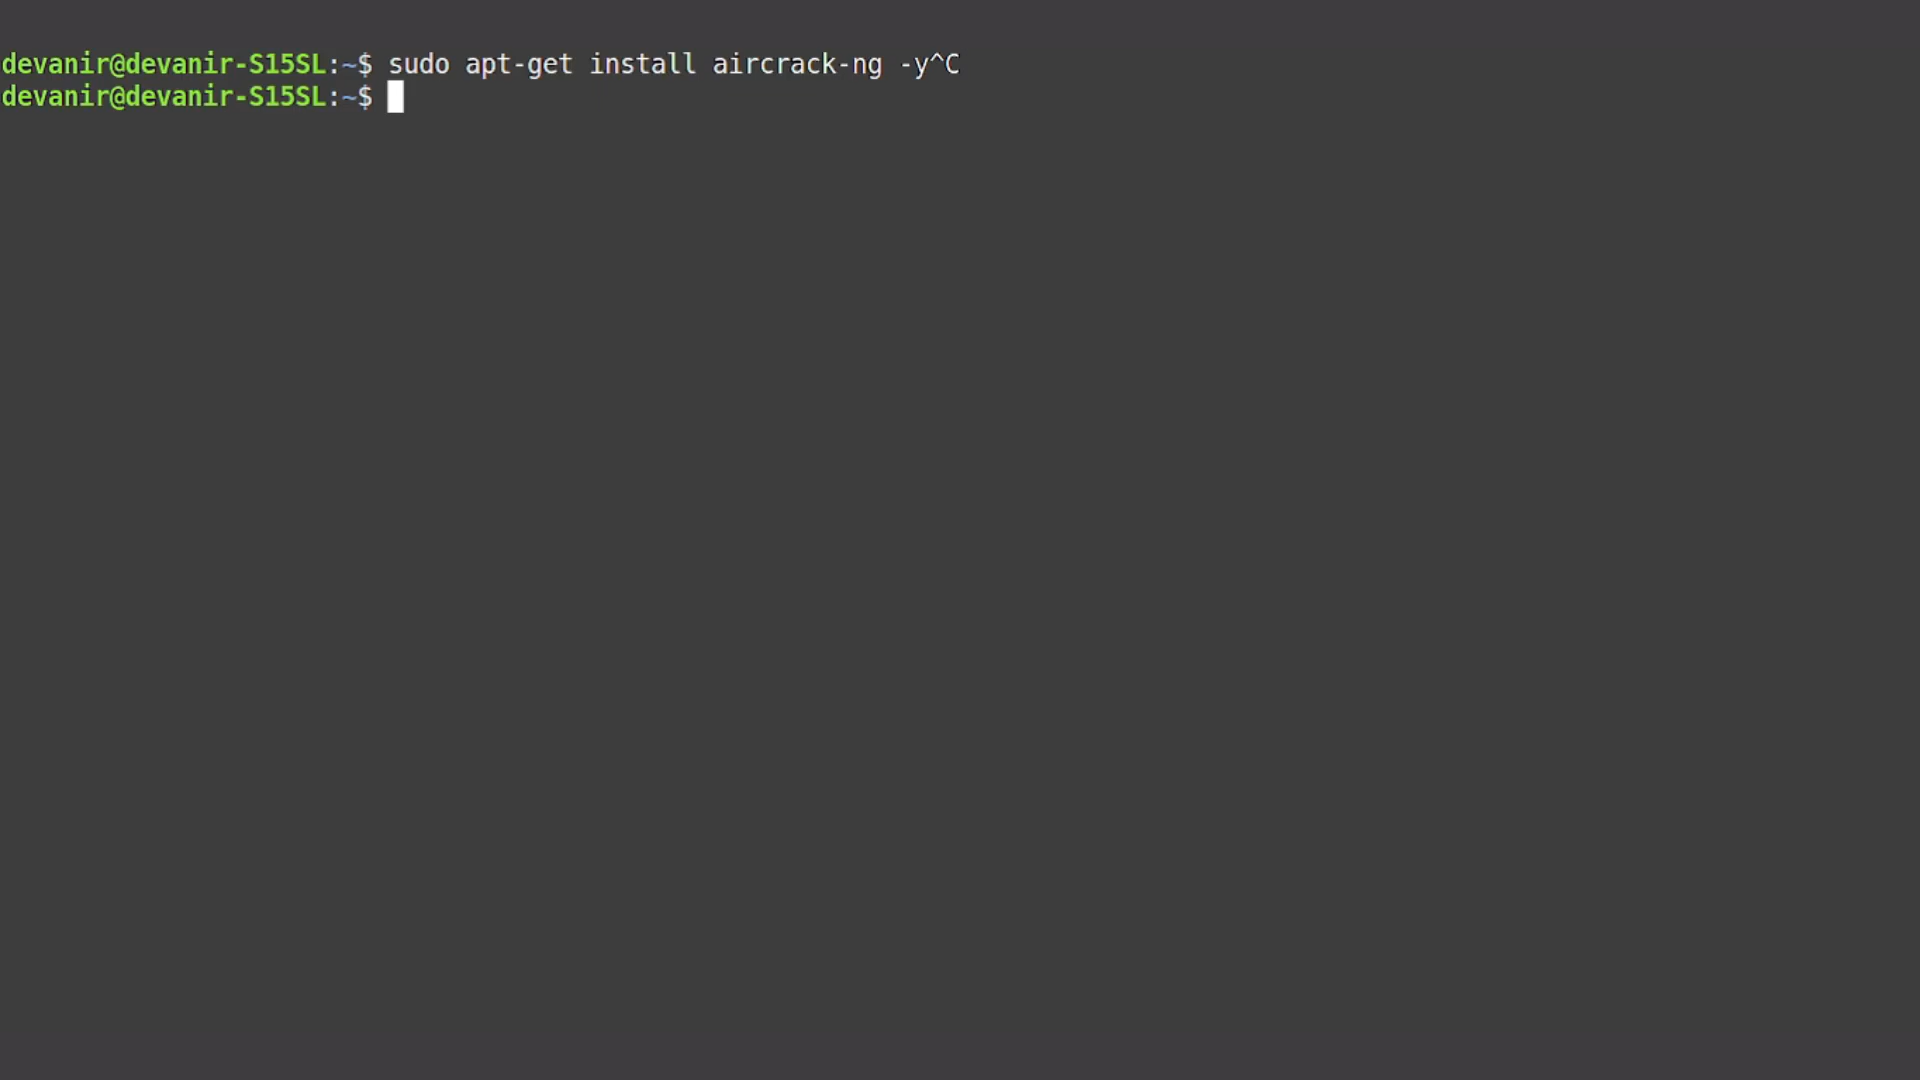 devanir@devanir-S15SL:~$ sudo apt-get install aircrack-ng -y^C
devanir@devanir-S15SL:~$